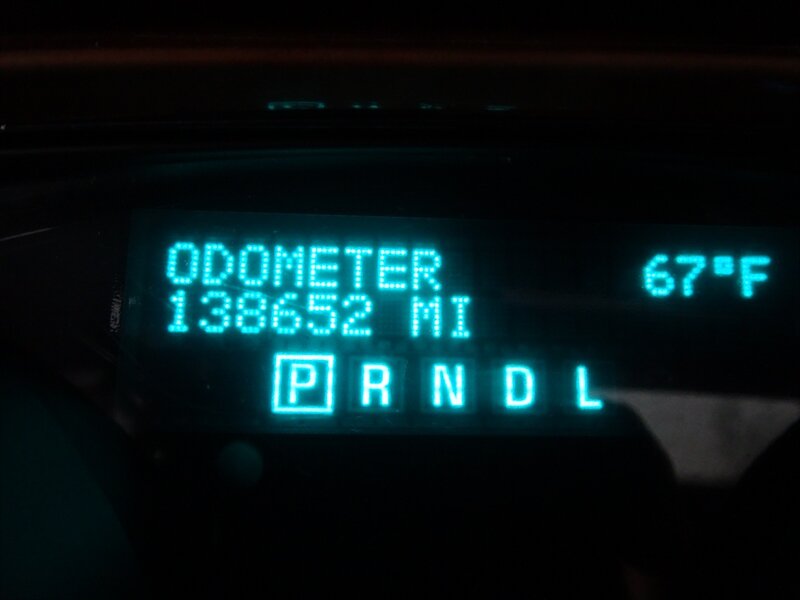 ODOMETER 67°F
138652 MI
P R N D L